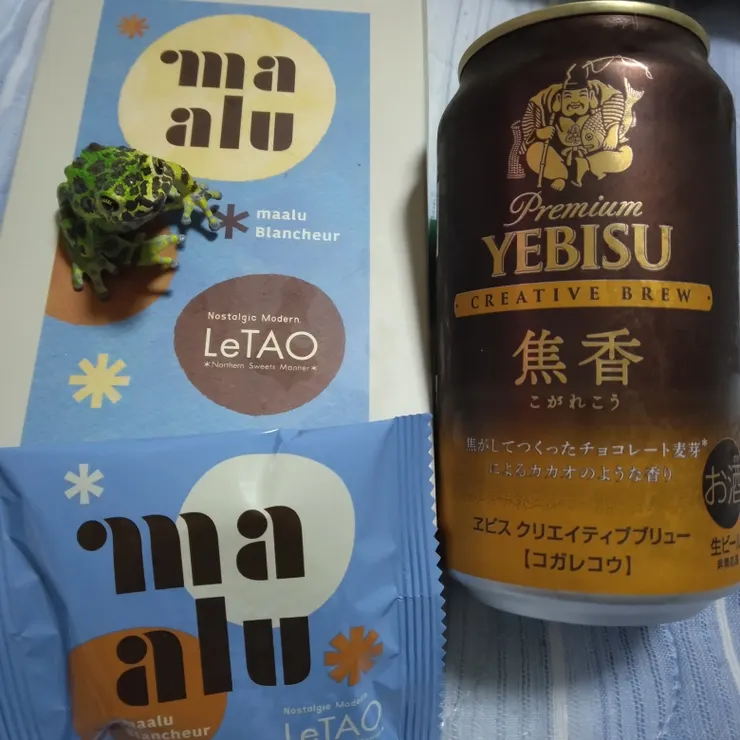 ma
alu
maalu
Blancheur
Nostalgic Modern.
LeTAO
*Northern Sweets Manner*
ma
alu
maalu
Blancheur
Nostalgic Modern.
LeTAO
Premium
YEBISU
CREATIVE BREW
焦香
こがれこう
焦がしてつくったチョコレート麦芽*
によるカカオのような香り
お酒
ヱビス クリエイティブブリュー
【コガレコウ】
生ビール